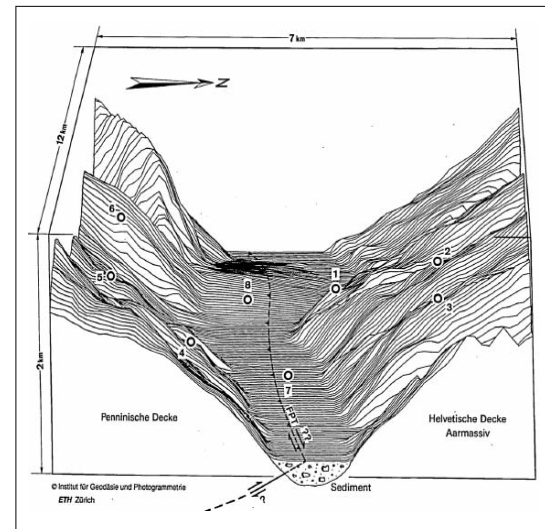 7 km
N
12 km
6
2
1
5
8
3
4
7
2 km
FPT ??
Penninische Decke
Helvetische Decke
Aarmassiv
© Institut für Geodäsie und Photogrammetrie
ETH Zürich
Sediment
?